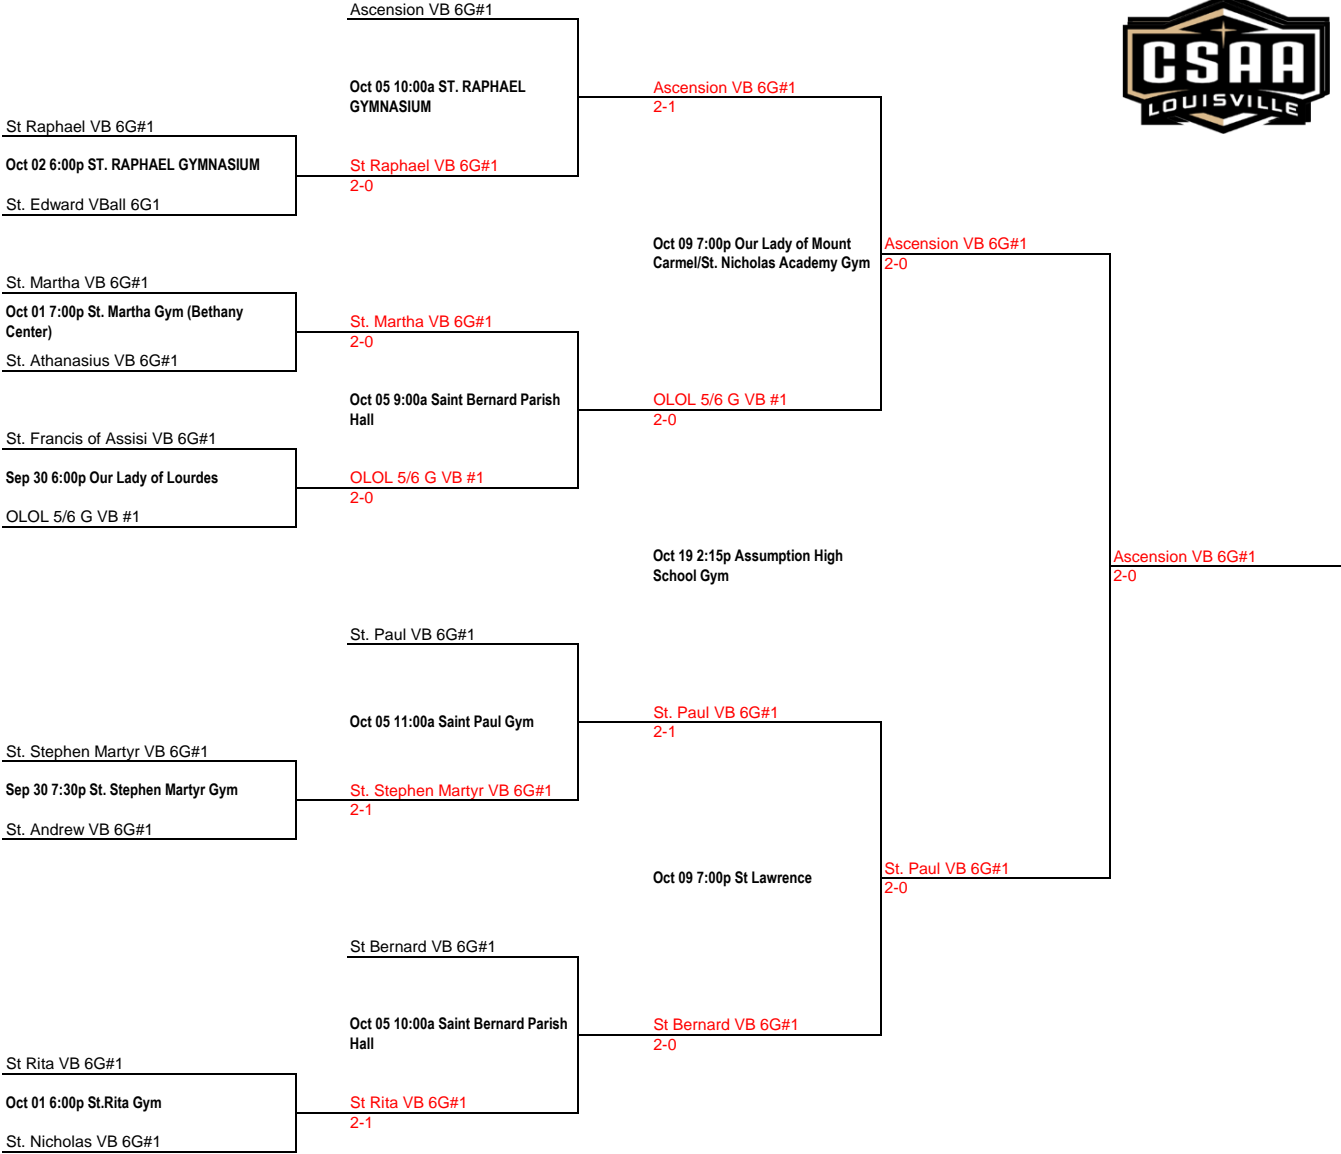 Ascension VB 6G#1
CSAA
LOUISVILLE
Oct 05 10:00a ST. RAPHAEL
GYMNASIUM
Ascension VB 6G#1
2-1
St Raphael VB 6G#1
Oct 02 6:00p ST. RAPHAEL GYMNASIUM
St Raphael VB 6G#1
2-0
St. Edward VBall 6G1
Oct 09 7:00p Our Lady of Mount
Carmel/St. Nicholas Academy Gym
Ascension VB 6G#1
2-0
St. Martha VB 6G#1
Oct 01 7:00p St. Martha Gym (Bethany
Center)
St. Martha VB 6G#1
2-0
St. Athanasius VB 6G#1
Oct 05 9:00a Saint Bernard Parish
Hall
OLOL 5/6 G VB #1
2-0
St. Francis of Assisi VB 6G#1
Sep 30 6:00p Our Lady of Lourdes
OLOL 5/6 G VB #1
2-0
OLOL 5/6 G VB #1
Oct 19 2:15p Assumption High
School Gym
Ascension VB 6G#1
2-0
St. Paul VB 6G#1
Oct 05 11:00a Saint Paul Gym
St. Paul VB 6G#1
2-1
St. Stephen Martyr VB 6G#1
Sep 30 7:30p St. Stephen Martyr Gym
St. Stephen Martyr VB 6G#1
2-1
St. Andrew VB 6G#1
Oct 09 7:00p St Lawrence
St. Paul VB 6G#1
2-0
St Bernard VB 6G#1
Oct 05 10:00a Saint Bernard Parish
Hall
St Bernard VB 6G#1
2-0
St Rita VB 6G#1
Oct 01 6:00p St.Rita Gym
St Rita VB 6G#1
2-1
St. Nicholas VB 6G#1